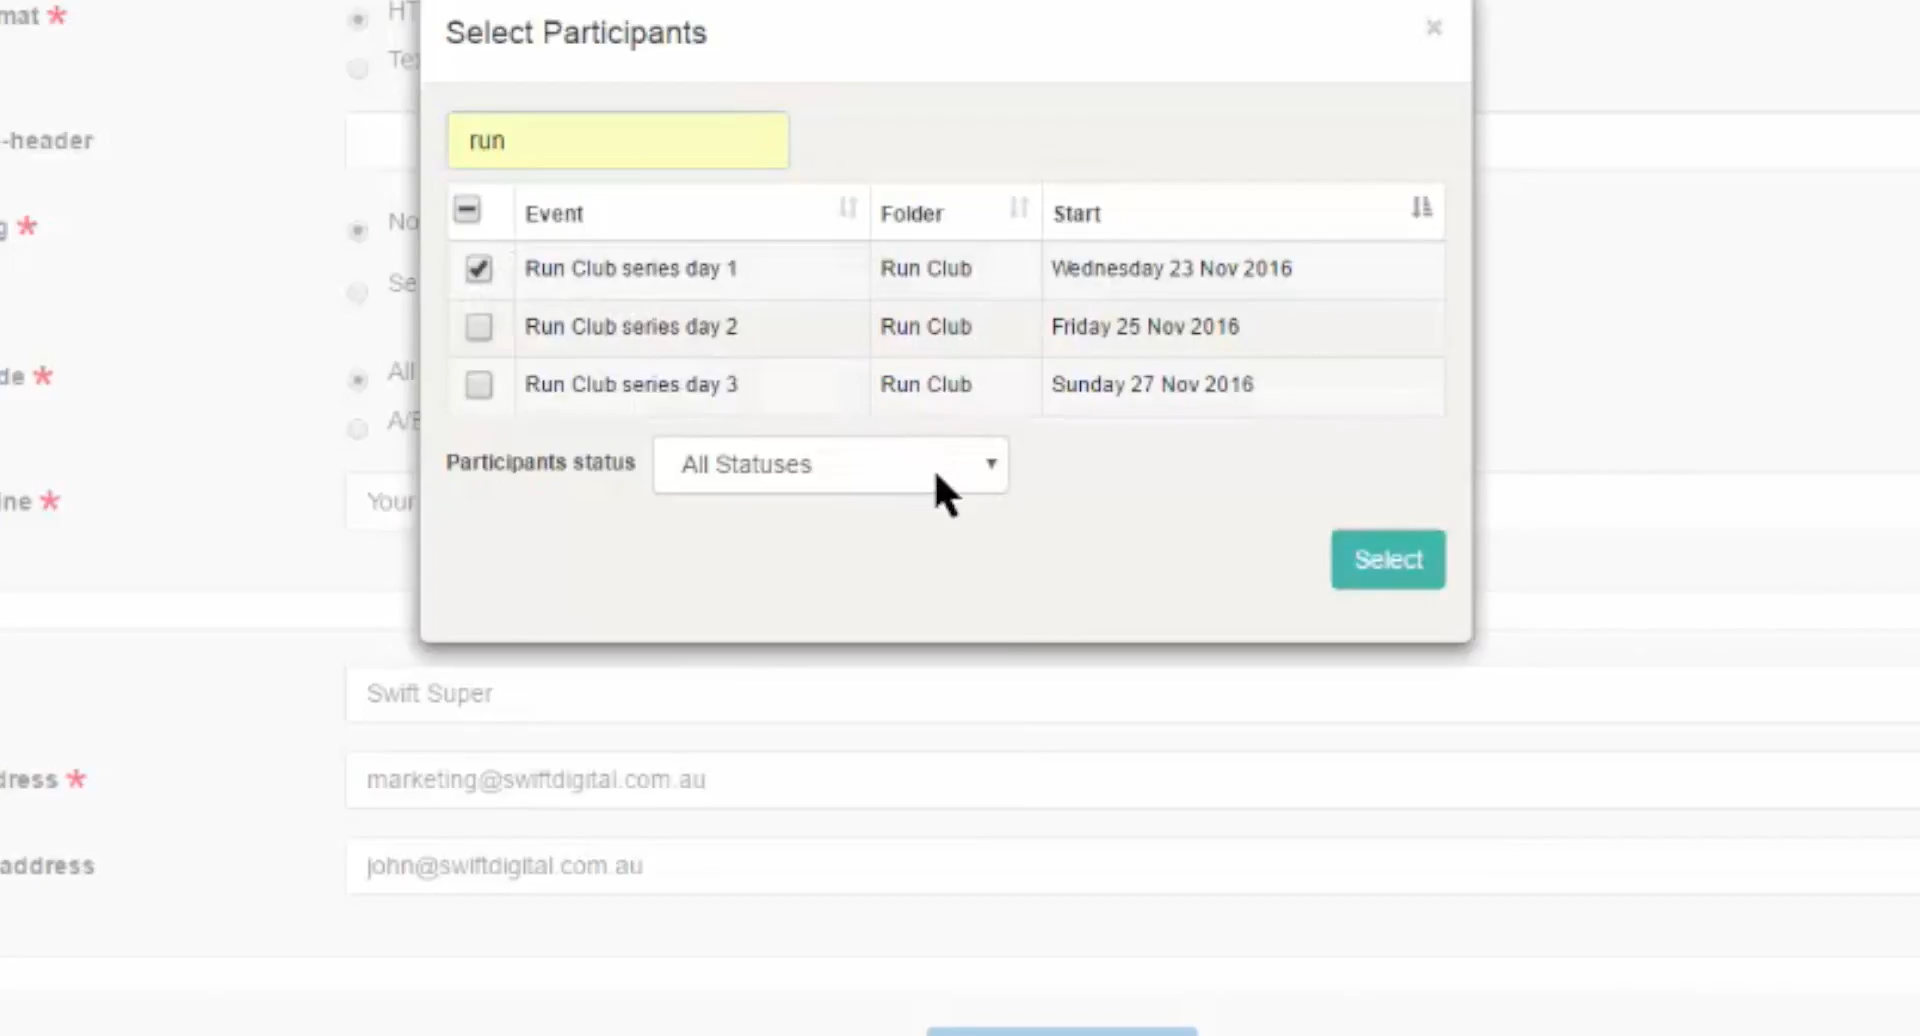 mat *
HT
Te
Select Participants
×
-header
run
Event
Folder
Start
g *
No
Run Club series day 1
Run Club
Wednesday 23 Nov 2016
Se
Run Club series day 2
Run Club
Friday 25 Nov 2016
de *
All
Run Club series day 3
Run Club
Sunday 27 Nov 2016
A/B
Participants status
All Statuses
ine *
Your
Select
Swift Super
dress *
marketing@swiftdigital.com.au
address
john@swiftdigital.com.au